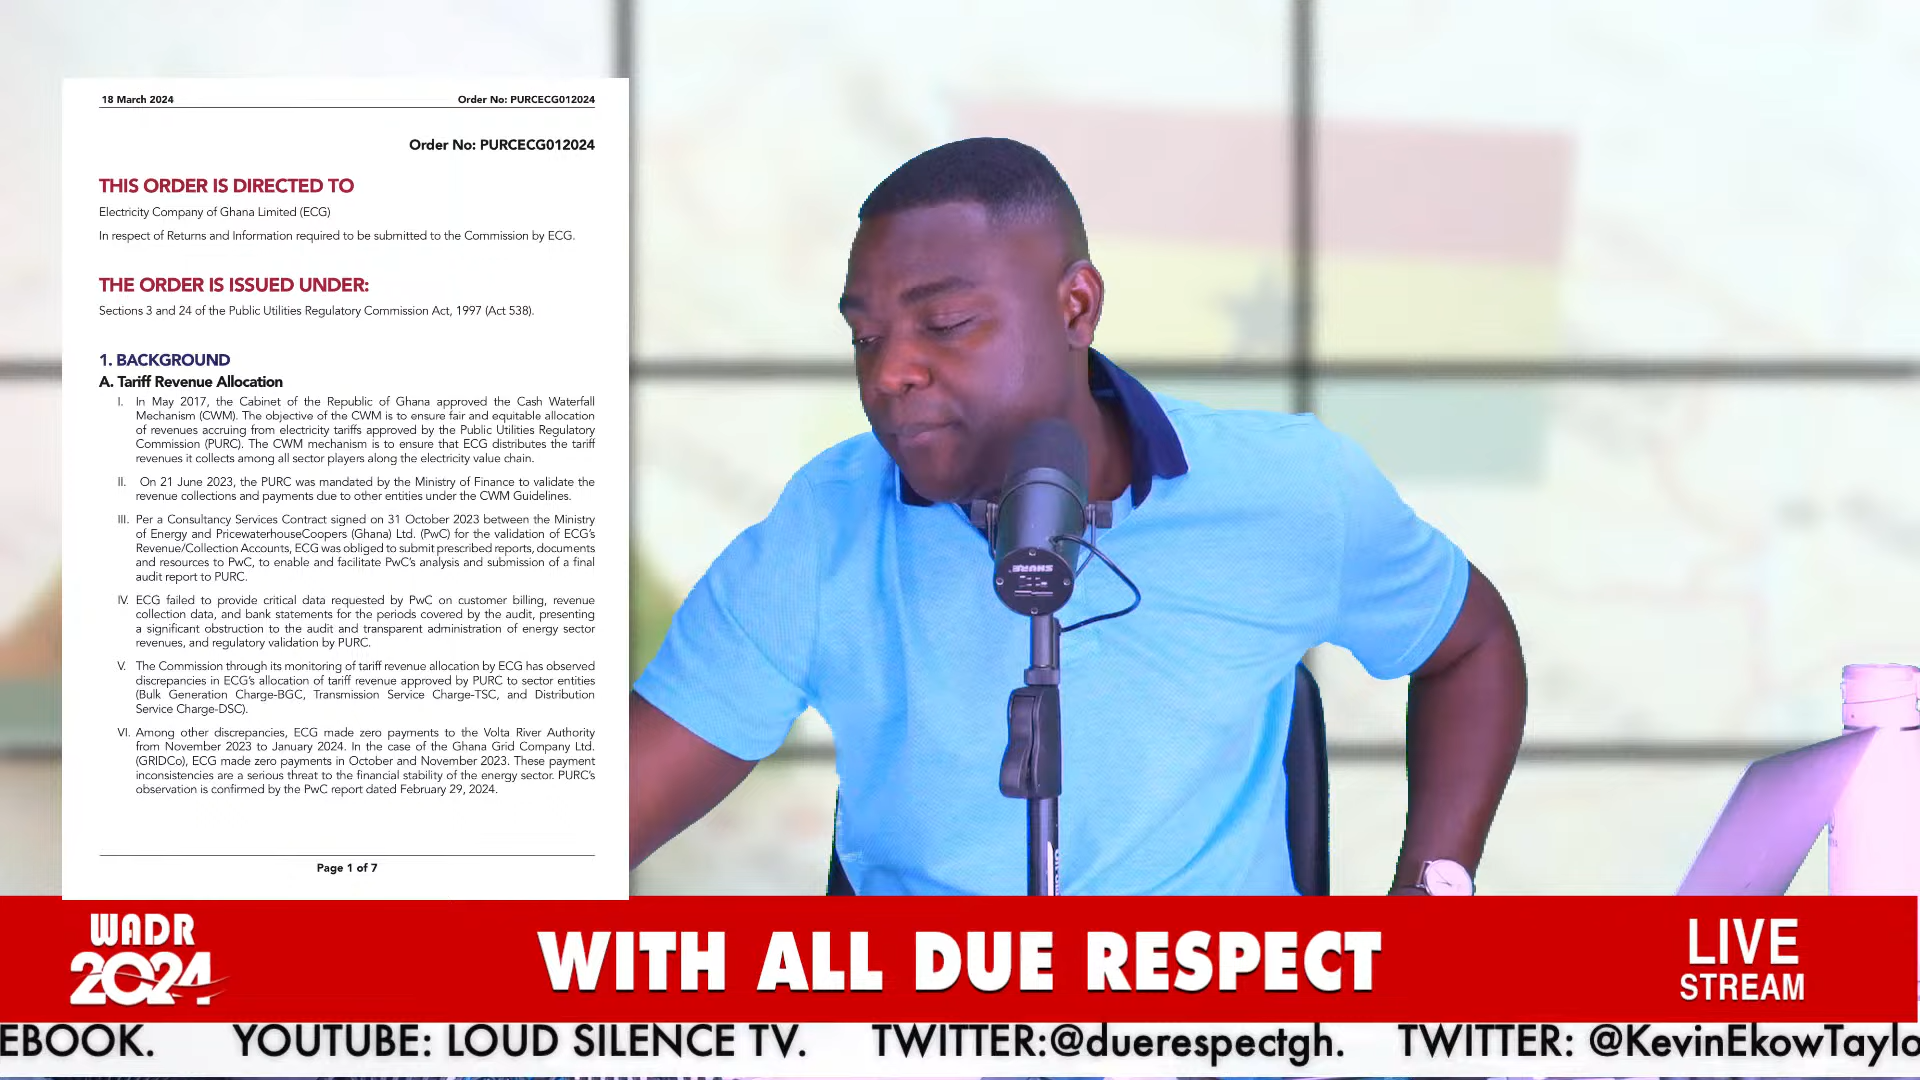 18 March 2024 Order No: PURCECG012024
Order No: PURCECG012024
THIS ORDER IS DIRECTED TO
Electricity Company of Ghana Limited (ECG)
In respect of Returns and Information required to be submitted to the Commission by ECG.
THE ORDER IS ISSUED UNDER:
Sections 3 and 24 of the Public Utilities Regulatory Commission Act, 1997 (Act 538).
1. BACKGROUND
A. Tariff Revenue Allocation
I. In May 2017, the Cabinet of the Republic of Ghana approved the Cash Waterfall
Mechanism (CWM). The objective of the CWM is to ensure fair and equitable allocation
of revenues accruing from electricity tariffs approved by the Public Utilities Regulatory
Commission (PURC). The CWM mechanism is to ensure that ECG distributes the tariff
revenues it collects among all sector players along the electricity value chain.
II. On 21 June 2023, the PURC was mandated by the Ministry of Finance to validate the
revenue collections and payments due to other entities under the CWM Guidelines.
III. Per a Consultancy Services Contract signed on 31 October 2023 between the Ministry
of Energy and PricewaterhouseCoopers (Ghana) Ltd. (PwC) for the validation of ECG's
Revenue/Collection Accounts, ECG was obliged to submit prescribed reports, documents
and resources to PwC, to enable and facilitate PwC's analysis and submission of a final
audit report to PURC.
IV. ECG failed to provide critical data requested by PwC on customer billing, revenue
collection data, and bank statements for the periods covered by the audit, presenting
a significant obstruction to the audit and transparent administration of energy sector
revenues, and regulatory validation by PURC.
V. The Commission through its monitoring of tariff revenue allocation by ECG has observed
discrepancies in ECG's allocation of tariff revenue approved by PURC to sector entities
(Bulk Generation Charge-BGC, Transmission Service Charge-TSC, and Distribution
Service Charge-DSC).
VI. Among other discrepancies, ECG made zero payments to the Volta River Authority
from November 2023 to January 2024. In the case of the Ghana Grid Company Ltd.
(GRIDCo), ECG made zero payments in October and November 2023. These payment
inconsistencies are a serious threat to the financial stability of the energy sector. PURC's
observation is confirmed by the PwC report dated February 29, 2024.
Page 1 of 7
SHURE
WADR
2024
WITH ALL DUE RESPECT
LIVE
STREAM
EBOOK. YOUTUBE: LOUD SILENCE TV. TWITTER:@duerespectgh. TWITTER: @KevinEkowTaylo